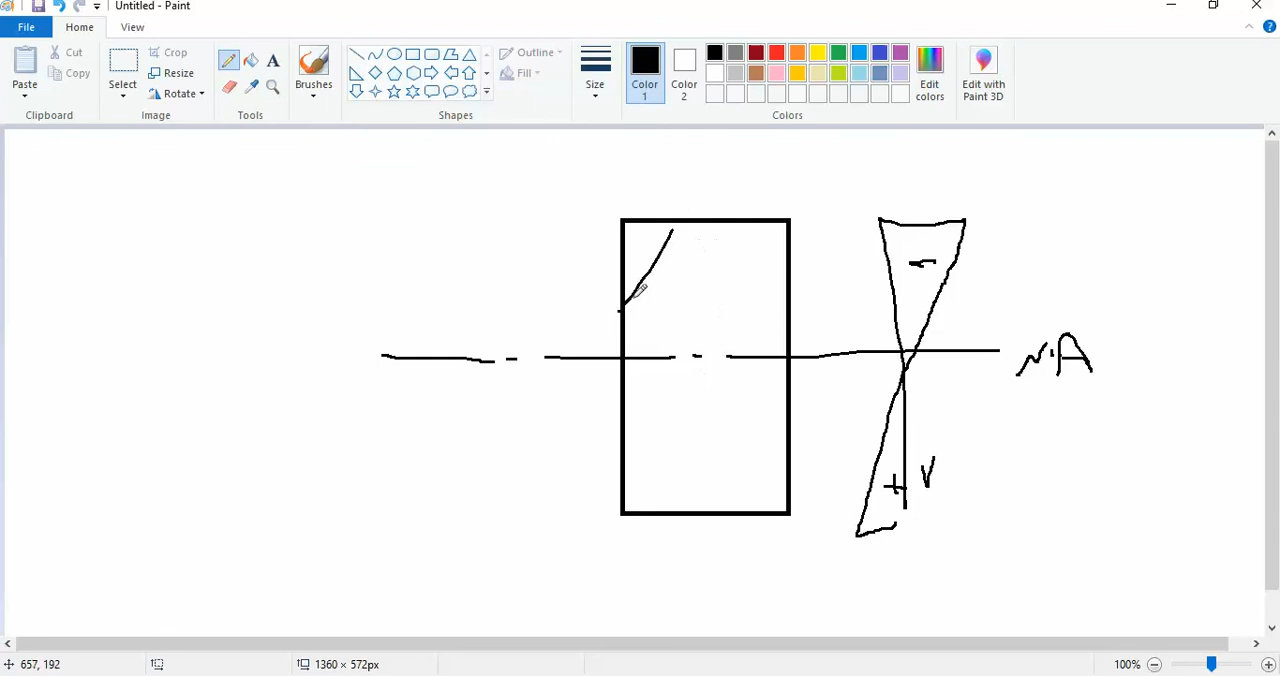 Untitled - Paint
File
Home
View
Paste
Cut
Copy
Clipboard
Select
Crop
Resize
Rotate
Image
A
Tools
Brushes
Outline
Fill
Shapes
Size
Color 1
Color 2
Edit colors
Colors
Edit with Paint 3D
N.A
657, 192
1360 × 572px
100%